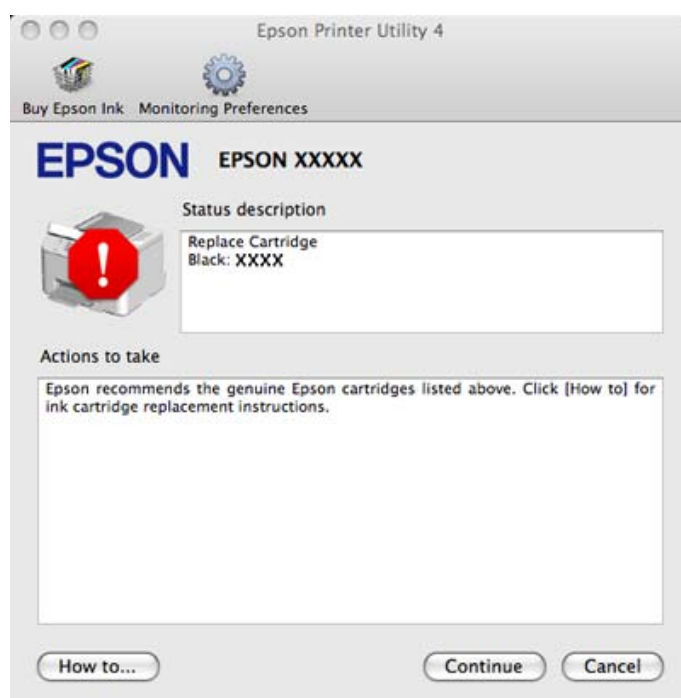 Epson Printer Utility 4
Buy Epson Ink Monitoring Preferences
EPSON EPSON XXXXX
Status description
Replace Cartridge
Black: XXXX
Actions to take
Epson recommends the genuine Epson cartridges listed above. Click [How to] for
ink cartridge replacement instructions.
How to... Continue Cancel